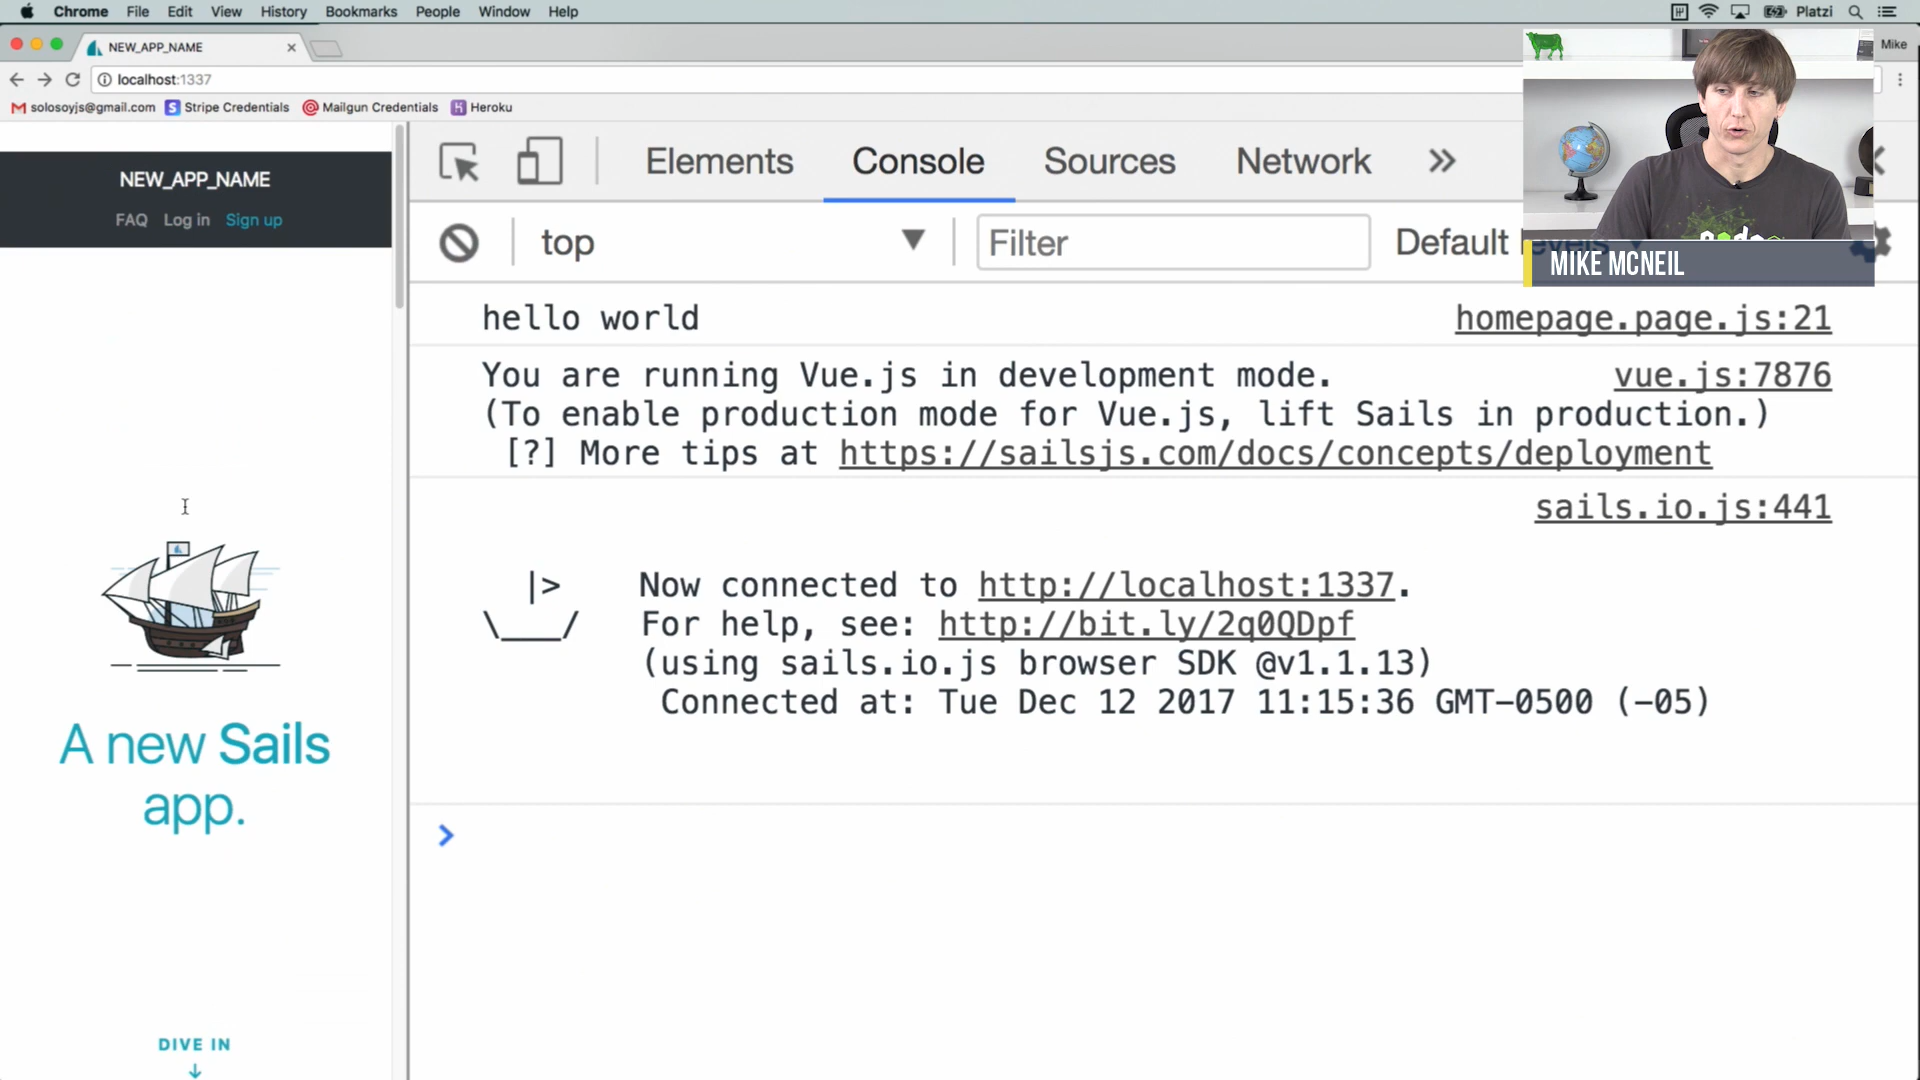 Chrome File Edit View History Bookmarks People Window Help Platzi
NEW_APP_NAME Mike
localhost:1337
solosoyjs@gmail.com Stripe Credentials Mailgun Credentials Heroku
NEW_APP_NAME
FAQ Log in Sign up
A new Sails
app.
DIVE IN
Elements Console Sources Network
top Filter Default levels
MIKE MCNEIL
hello world homepage.page.js:21
You are running Vue.js in development mode. vue.js:7876
(To enable production mode for Vue.js, lift Sails in production.)
[?] More tips at https://sailsjs.com/docs/concepts/deployment
sails.io.js:441
|> Now connected to http://localhost:1337.
\___/ For help, see: http://bit.ly/2q0QDpf
(using sails.io.js browser SDK @v1.1.13)
Connected at: Tue Dec 12 2017 11:15:36 GMT-0500 (-05)